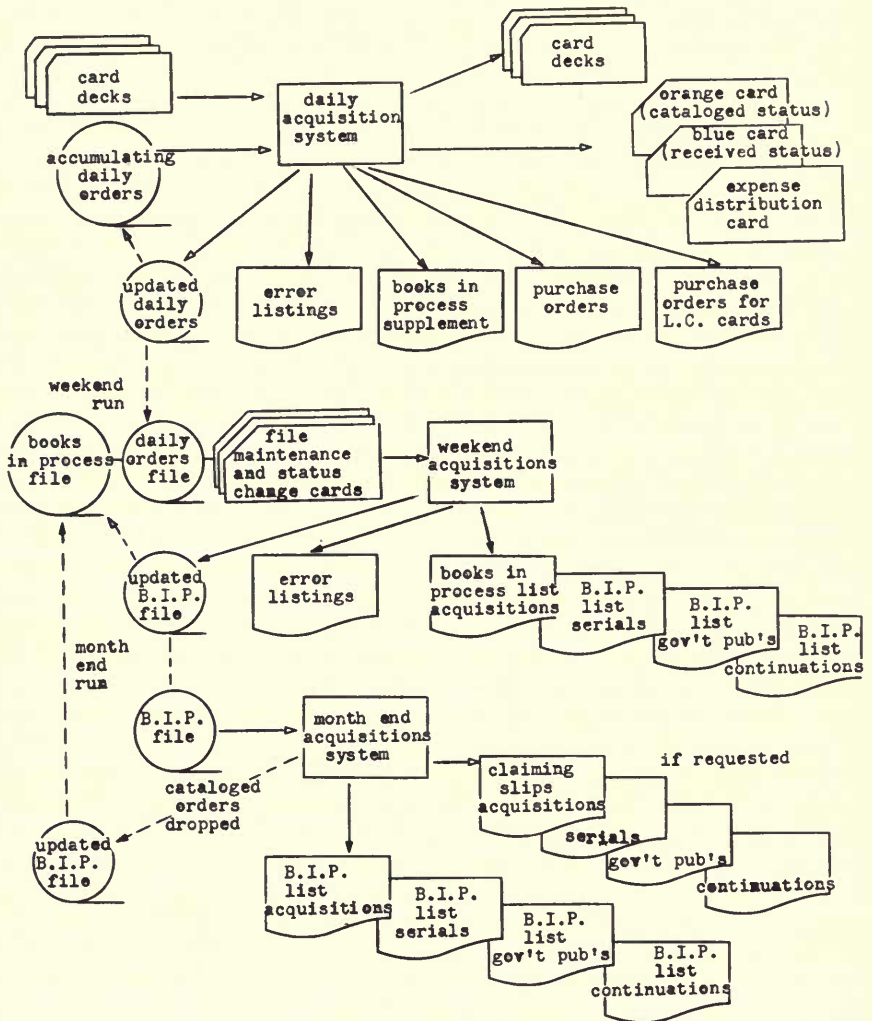 card
decks
card
decks
daily
acquisition
system
orange card
(cataloged status)
blue card
(received status)
expense
distribution
card
accumulating
daily
orders
updated
daily
orders
error
listings
books in
process
supplement
purchase
orders
purchase
orders for
L.C. cards
weekend
run
books
in process
file
daily
orders
file
file
maintenance
and status
change cards
weekend
acquisitions
system
updated
B.I.P.
file
error
listings
books in
process list
acquisitions
B.I.P.
list
serials
B.I.P.
list
gov't pub's
B.I.P.
list
continuations
month
end
run
B.I.P.
file
month end
acquisitions
system
cataloged
orders
dropped
claiming
slips
acquisitions
if requested
serials
gov't pub's
continuations
updated
B.I.P.
file
B.I.P.
list
acquisitions
B.I.P.
list
serials
B.I.P.
list
gov't pub's
B.I.P.
list
continuations